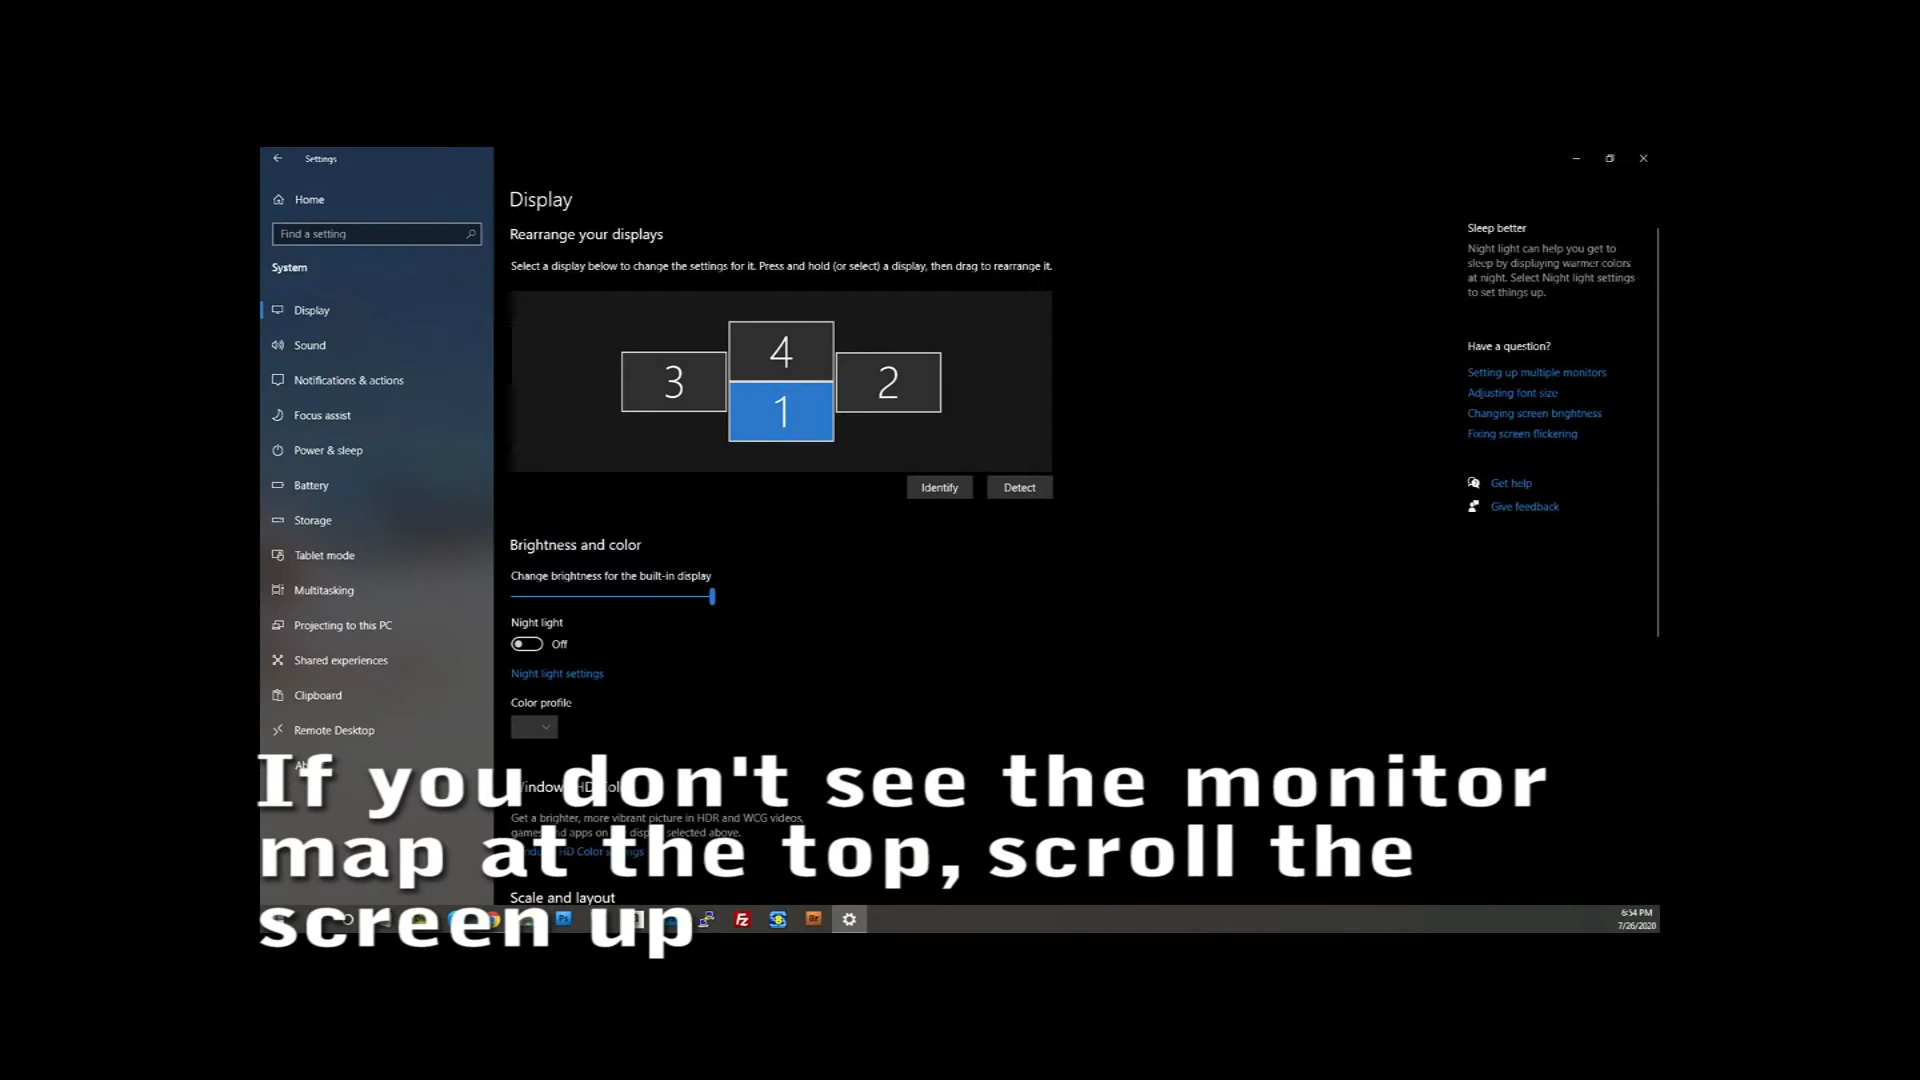 Settings
Home
Find a setting
System
Display
Sound
Notifications & actions
Focus assist
Power & sleep
Battery
Storage
Tablet mode
Multitasking
Projecting to this PC
Shared experiences
Clipboard
Remote Desktop
Display
Rearrange your displays
Select a display below to change the settings for it. Press and hold (or select) a display, then drag to rearrange it.
4
3
2
1
Identify
Detect
Brightness and color
Change brightness for the built-in display
Night light
Off
Night light settings
Color profile
Get a brighter, more vibrant picture in HDR and WCG videos,
selected above.
HD Color
Scale and layout
Sleep better
Night light can help you get to
sleep by displaying warmer colors
at night. Select Night light settings
to set things up.
Have a question?
Setting up multiple monitors
Adjusting font size
Changing screen brightness
Fixing screen flickering
Get help
Give feedback
If you don't see the monitor
map at the top, scroll the
screen up
Ps
Fz
Br
6:54 PM
7/26/2020